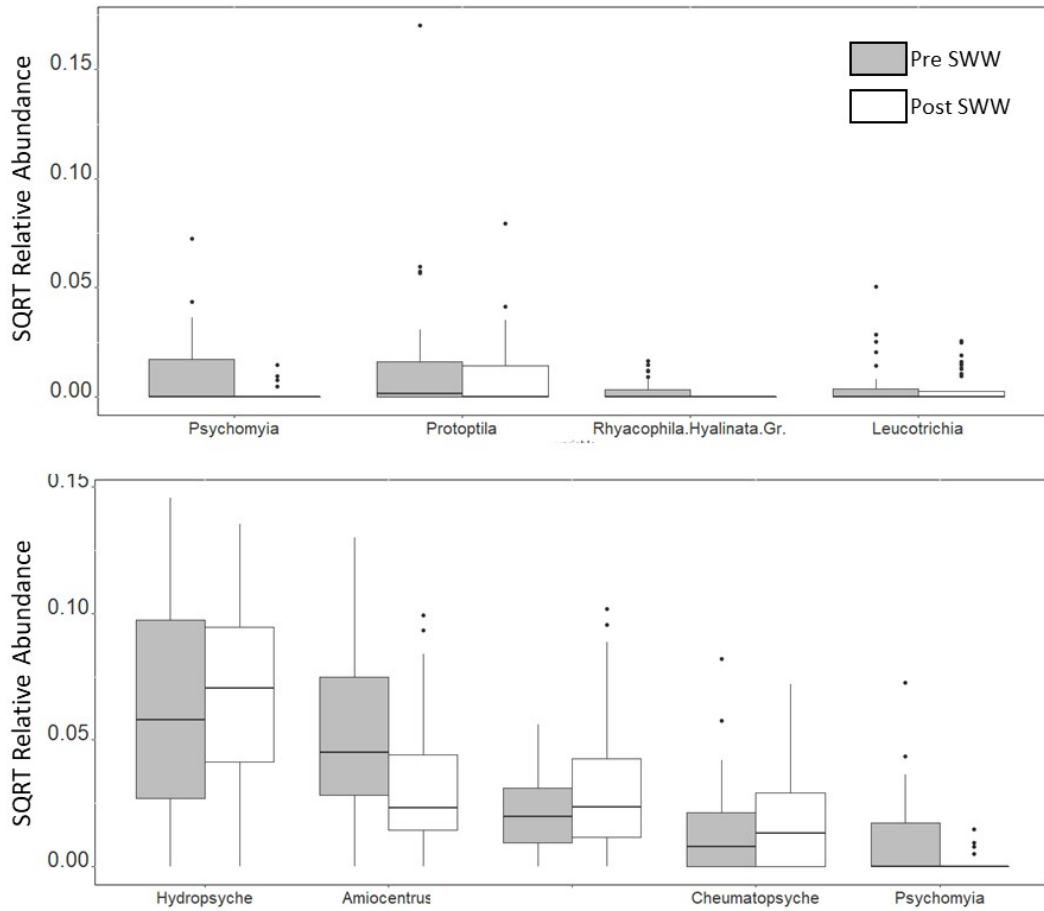 SQRT Relative Abundance
0.15
0.10
0.05
0.00
Pre SWW
Post SWW
Psychomyia Protoptila Rhyacophila.Hyalinata.Gr. Leucotrichia
SQRT Relative Abundance
0.15
0.10
0.05
0.00
Hydropsyche Amiocentrus Cheumatopsyche Psychomyia